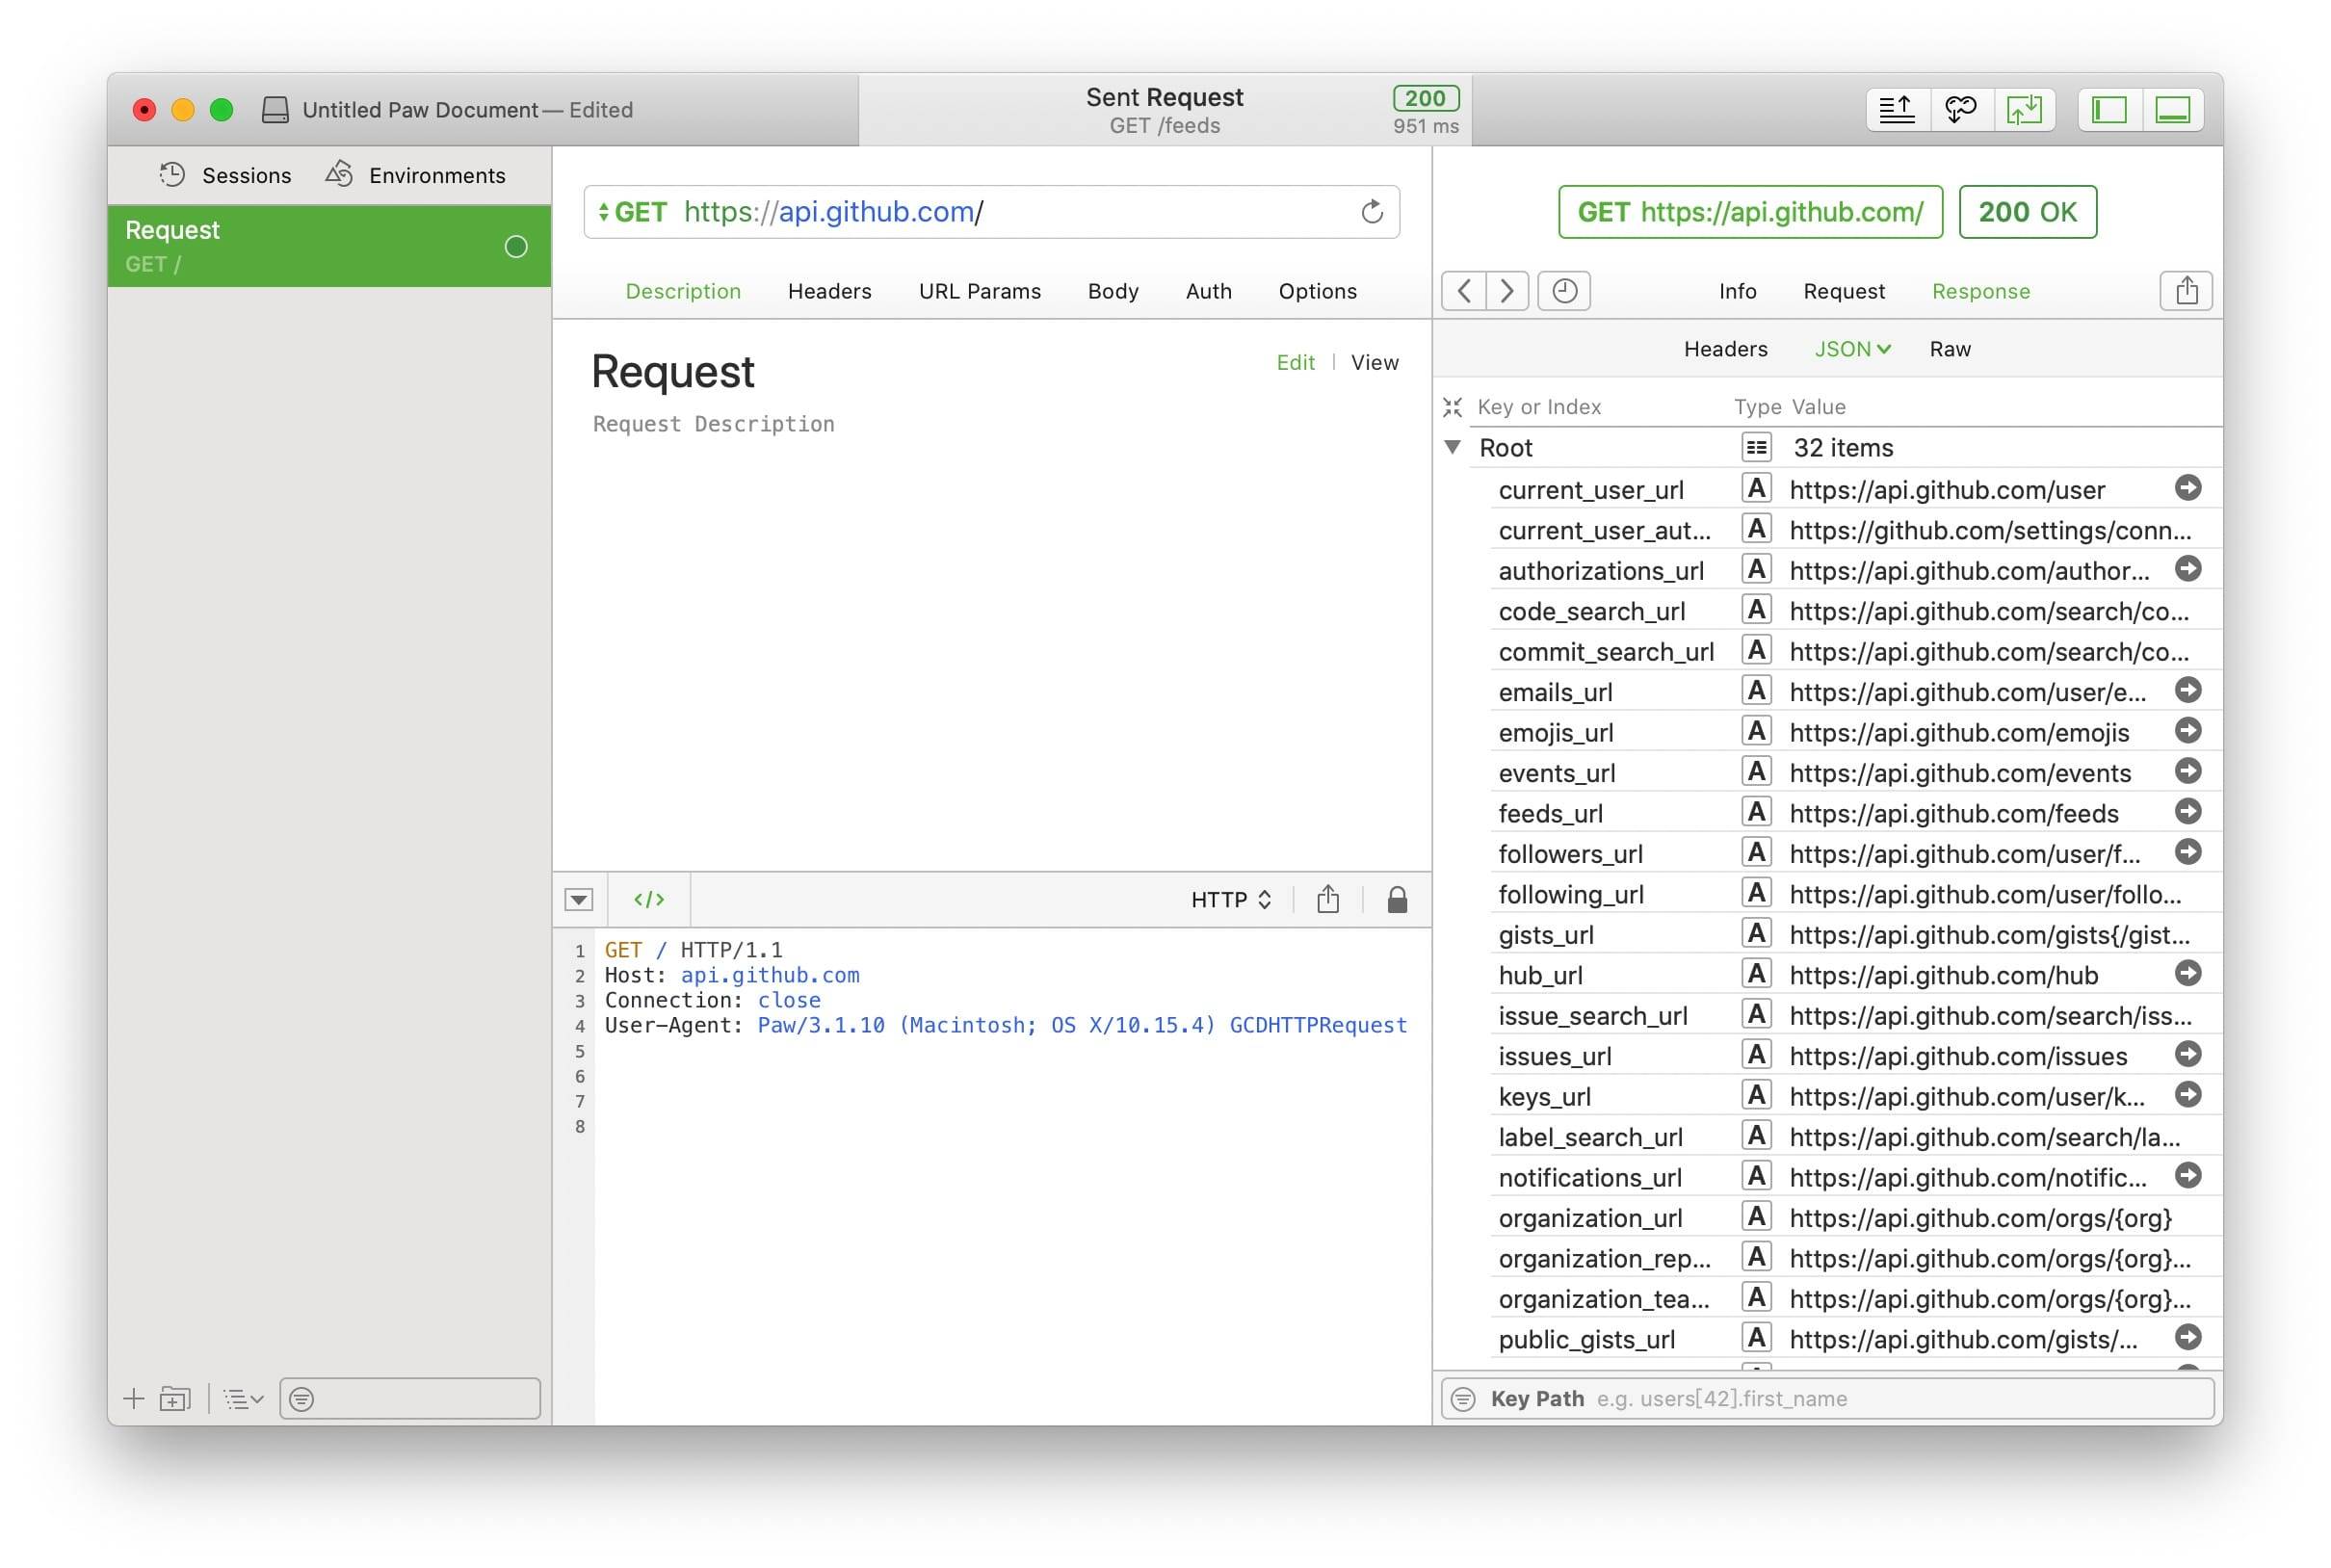 Untitled Paw Document — Edited
Sent Request
GET /feeds
200
951 ms
Sessions
Environments
Request
GET /
GET https://api.github.com/
Description Headers URL Params Body Auth Options
Request
Edit | View
Request Description
HTTP
1 GET / HTTP/1.1
2 Host: api.github.com
3 Connection: close
4 User-Agent: Paw/3.1.10 (Macintosh; OS X/10.15.4) GCDHTTPRequest
5
6
7
8
GET https://api.github.com/ 200 OK
Info Request Response
Headers JSON Raw
Key or Index Type Value
Root 32 items
current_user_url A https://api.github.com/user
current_user_aut... A https://github.com/settings/conn...
authorizations_url A https://api.github.com/author...
code_search_url A https://api.github.com/search/co...
commit_search_url A https://api.github.com/search/co...
emails_url A https://api.github.com/user/e...
emojis_url A https://api.github.com/emojis
events_url A https://api.github.com/events
feeds_url A https://api.github.com/feeds
followers_url A https://api.github.com/user/f...
following_url A https://api.github.com/user/follo...
gists_url A https://api.github.com/gists{/gist...
hub_url A https://api.github.com/hub
issue_search_url A https://api.github.com/search/iss...
issues_url A https://api.github.com/issues
keys_url A https://api.github.com/user/k...
label_search_url A https://api.github.com/search/la...
notifications_url A https://api.github.com/notific...
organization_url A https://api.github.com/orgs/{org}
organization_rep... A https://api.github.com/orgs/{org}...
organization_tea... A https://api.github.com/orgs/{org}...
public_gists_url A https://api.github.com/gists/...
Key Path e.g. users[42].first_name